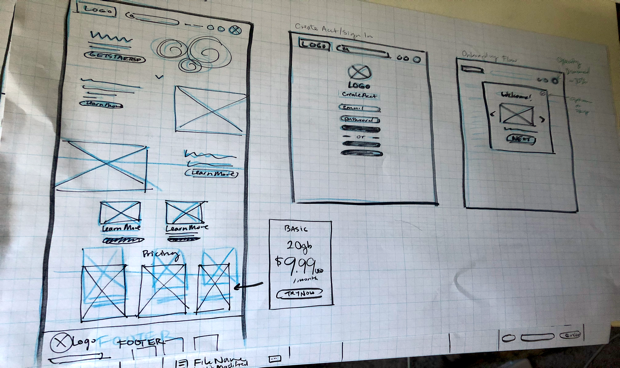 LOGO
GET STARTED
Learn More
Learn More
Learn More
Learn More
Pricing
Logo
FOOTER
FOOTER
File Name
Modified
BASIC
20gb
$9.99
/month
TRY NOW
Create Acct/Sign In
LOGO
LOGO
Create Acct
Email
Password
or
Onboarding Flow
Welcome!
NEXT